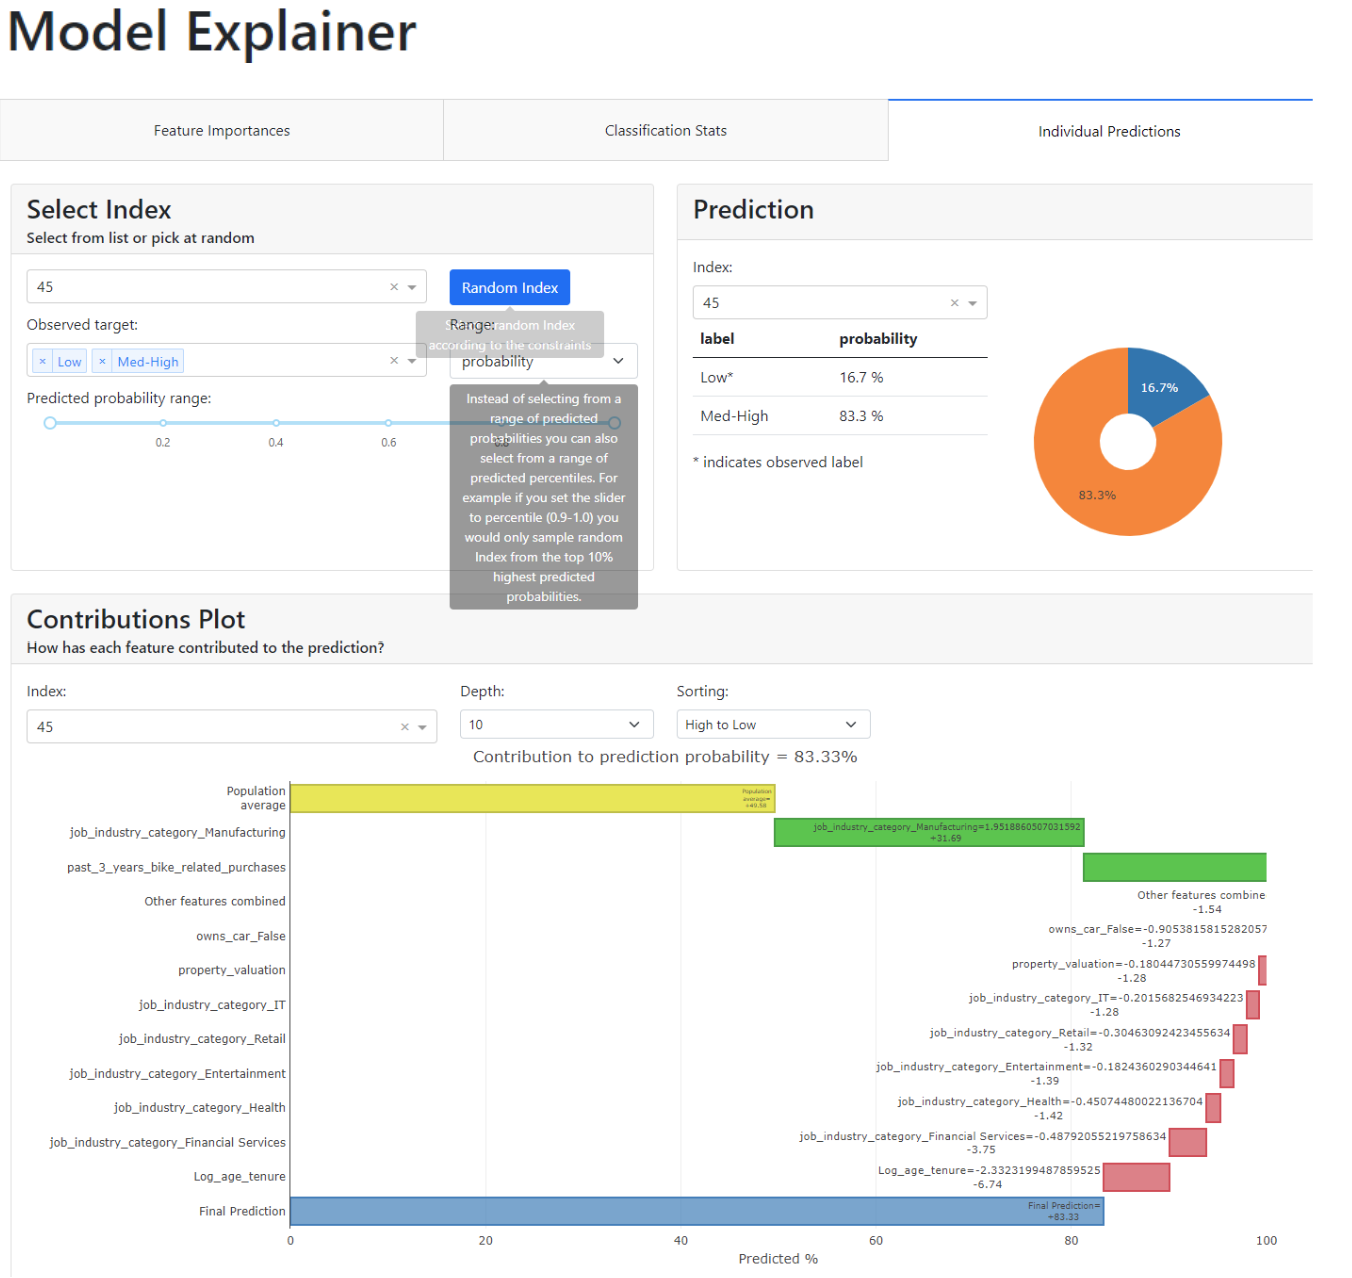 Model Explainer
Feature Importances
Classification Stats
Individual Predictions
Select Index
Select from list or pick at random
45
Random Index
Observed target:
Range:
random Index
according to the constraints
× Low × Med-High
probability
Predicted probability range:
0.2
0.4
0.6
Instead of selecting from a
range of predicted
probabilities you can also
select from a range of
predicted percentiles. For
example if you set the slider
to percentile (0.9-1.0) you
would only sample random
Index from the top 10%
highest predicted
probabilities.
Prediction
Index:
45
label probability
Low* 16.7 %
Med-High 83.3 %
* indicates observed label
16.7%
83.3%
Contributions Plot
How has each feature contributed to the prediction?
Index:
45
Depth:
10
Sorting:
High to Low
Contribution to prediction probability = 83.33%
Population
average
Population
average=
+49.58
job_industry_category_Manufacturing
job_industry_category_Manufacturing=1.9518860507031592
+31.69
past_3_years_bike_related_purchases
Other features combined
Other features combine
-1.54
owns_car_False
owns_car_False=-0.9053815815282057
-1.27
property_valuation
property_valuation=-0.18044730559974498
-1.28
job_industry_category_IT
job_industry_category_IT=-0.2015682546934223
-1.28
job_industry_category_Retail
job_industry_category_Retail=-0.30463092423455634
-1.32
job_industry_category_Entertainment
job_industry_category_Entertainment=-0.1824360290344641
-1.39
job_industry_category_Health
job_industry_category_Health=-0.45074480022136704
-1.42
job_industry_category_Financial Services
job_industry_category_Financial Services=-0.48792055219758634
-3.75
Log_age_tenure
Log_age_tenure=-2.3323199487859525
-6.74
Final Prediction
Final Prediction=
+83.33
0
20
40
60
80
100
Predicted %